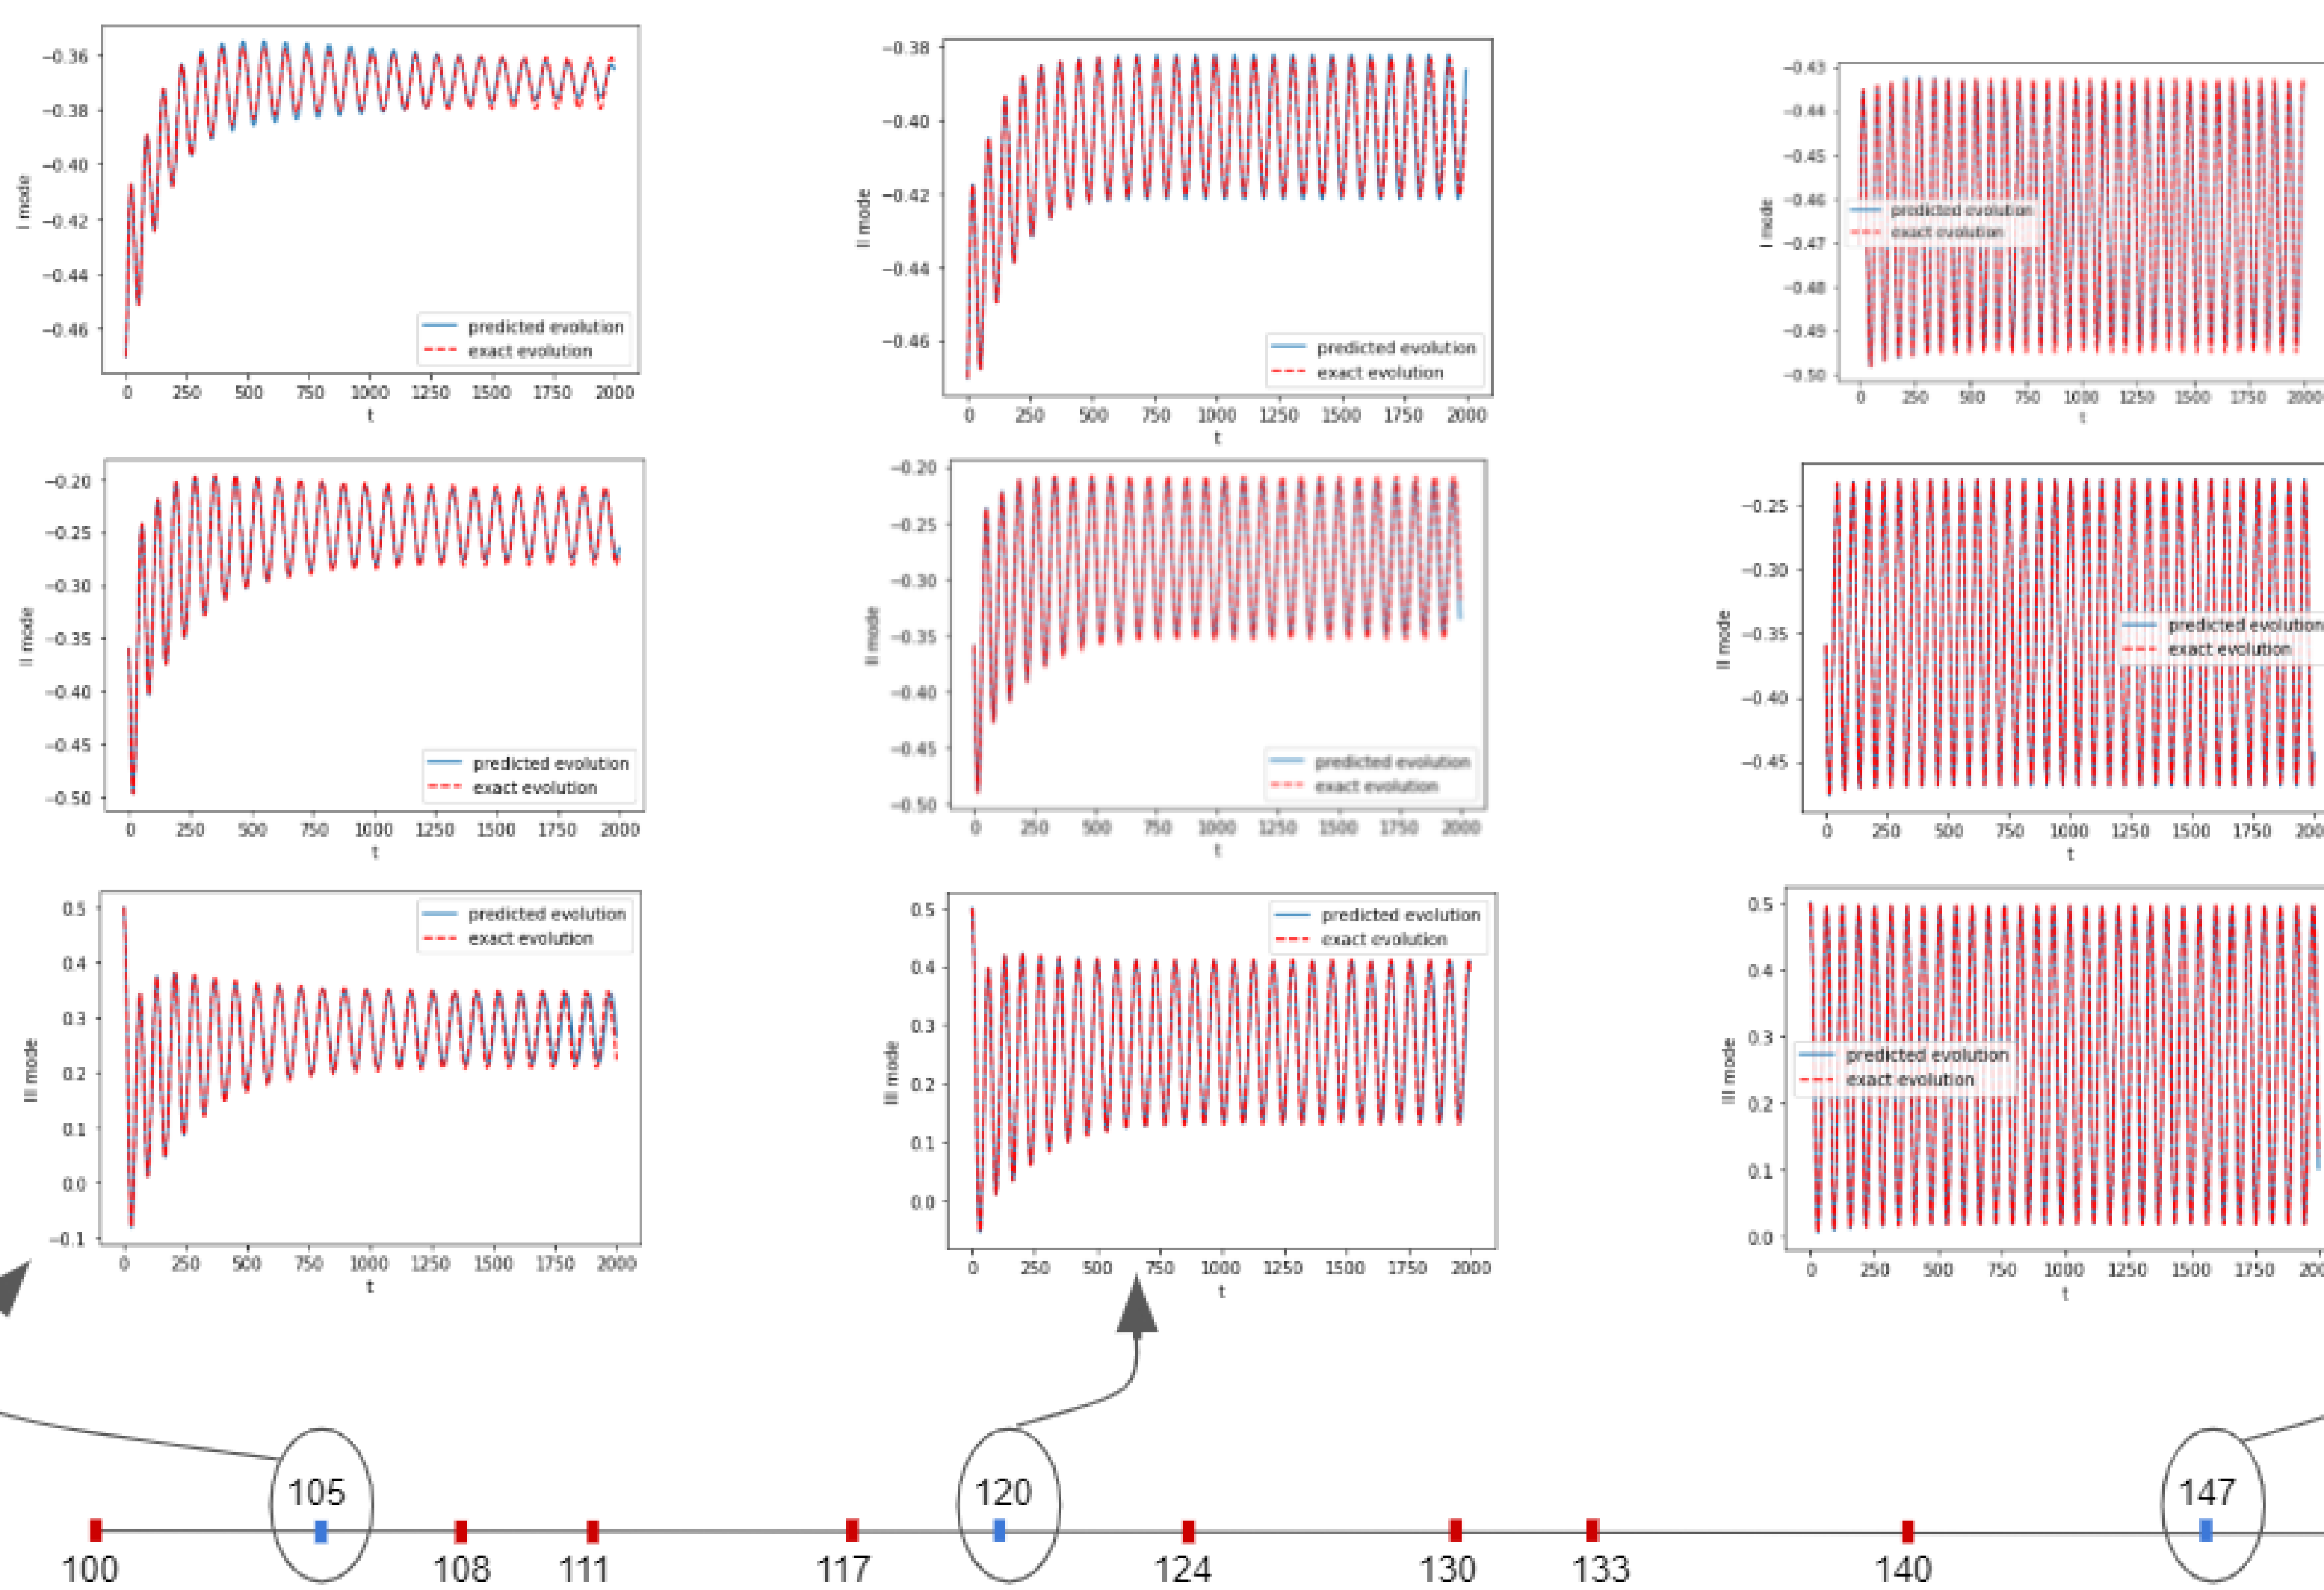 −0.36
−0.38
−0.40
−0.42
−0.44
−0.46
I mode
predicted evolution
exact evolution
0 250 500 750 1000 1250 1500 1750 2000
t
−0.38
−0.40
−0.42
−0.44
−0.46
II mode
predicted evolution
exact evolution
0 250 500 750 1000 1250 1500 1750 2000
t
−0.43
−0.44
−0.45
−0.46
−0.47
−0.48
−0.49
−0.50
I mode
predicted evolution
exact evolution
0 250 500 750 1000 1250 1500 1750 2000
t
−0.20
−0.25
−0.30
−0.35
−0.40
−0.45
−0.50
II mode
predicted evolution
exact evolution
0 250 500 750 1000 1250 1500 1750 2000
t
−0.20
−0.25
−0.30
−0.35
−0.40
−0.45
−0.50
II mode
predicted evolution
exact evolution
0 250 500 750 1000 1250 1500 1750 2000
t
−0.25
−0.30
−0.35
−0.40
−0.45
II mode
predicted evolution
exact evolution
0 250 500 750 1000 1250 1500 1750 200
t
0.5
0.4
0.3
0.2
0.1
0.0
−0.1
III mode
predicted evolution
exact evolution
0 250 500 750 1000 1250 1500 1750 2000
t
0.5
0.4
0.3
0.2
0.1
0.0
III mode
predicted evolution
exact evolution
0 250 500 750 1000 1250 1500 1750 2000
t
0.5
0.4
0.3
0.2
0.1
0.0
III mode
predicted evolution
exact evolution
0 250 500 750 1000 1250 1500 1750 200
t
105 120 147
100 108 111 117 124 130 133 140